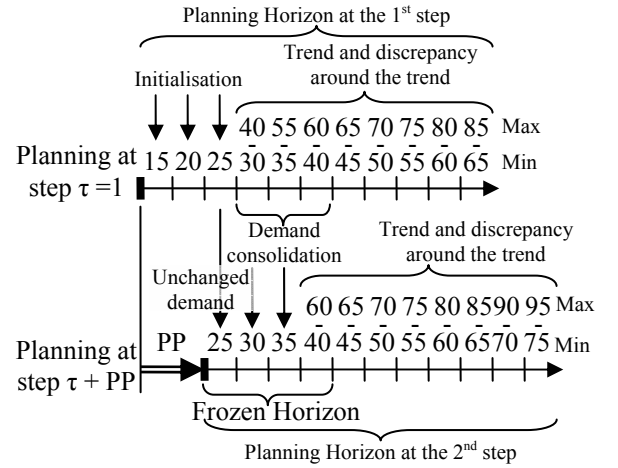 Planning Horizon at the 1st step
Trend and discrepancy
around the trend
Initialisation
40 55 60 65 70 75 80 85 Max
- - - - - - - -
Planning at
step τ =1
15 20 25 30 35 40 45 50 55 60 65 Min
Demand
consolidation
Trend and discrepancy
around the trend
Unchanged
demand
60 65 70 75 80 8590 95 Max
- - - - - - - -
PP
25 30 35 40 45 50 55 60 6570 75 Min
Planning at
step τ + PP
Frozen Horizon
Planning Horizon at the 2nd step